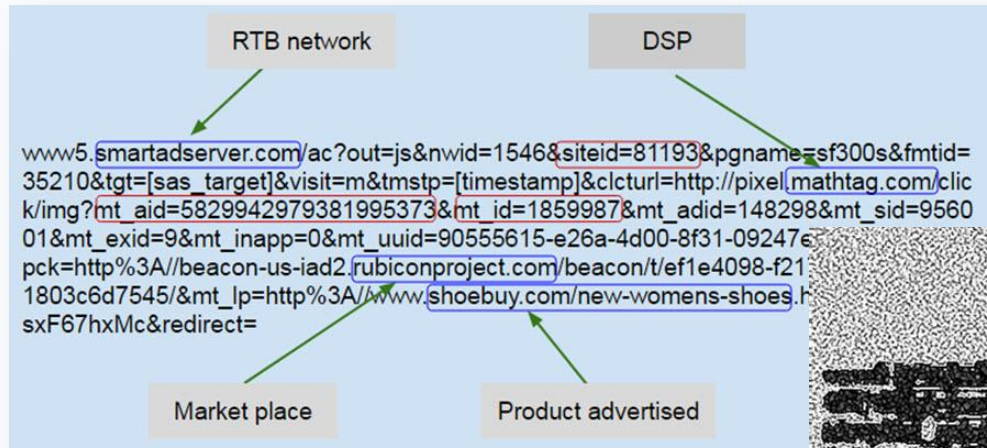 RTB network
DSP
www5.smartadserver.com/ac?out=js&nwid=1546&siteid=81193&pgname=sf300s&fmtid=
35210&tgt=[sas_target]&visit=m&tmstp=[timestamp]&clcturl=http://pixel.mathtag.com/clic
k/img?mt_aid=5829942979381995373&mt_id=1859987&mt_adid=148298&mt_sid=9560
01&mt_exid=9&mt_inapp=0&mt_uuid=90555615-e26a-4d00-8f31-09247e
pck=http%3A//beacon-us-iad2.rubiconproject.com/beacon/t/ef1e4098-f21
1803c6d7545/&mt_lp=http%3A//www.shoebuy.com/new-womens-shoes.h
sxF67hxMc&redirect=
Market place
Product advertised